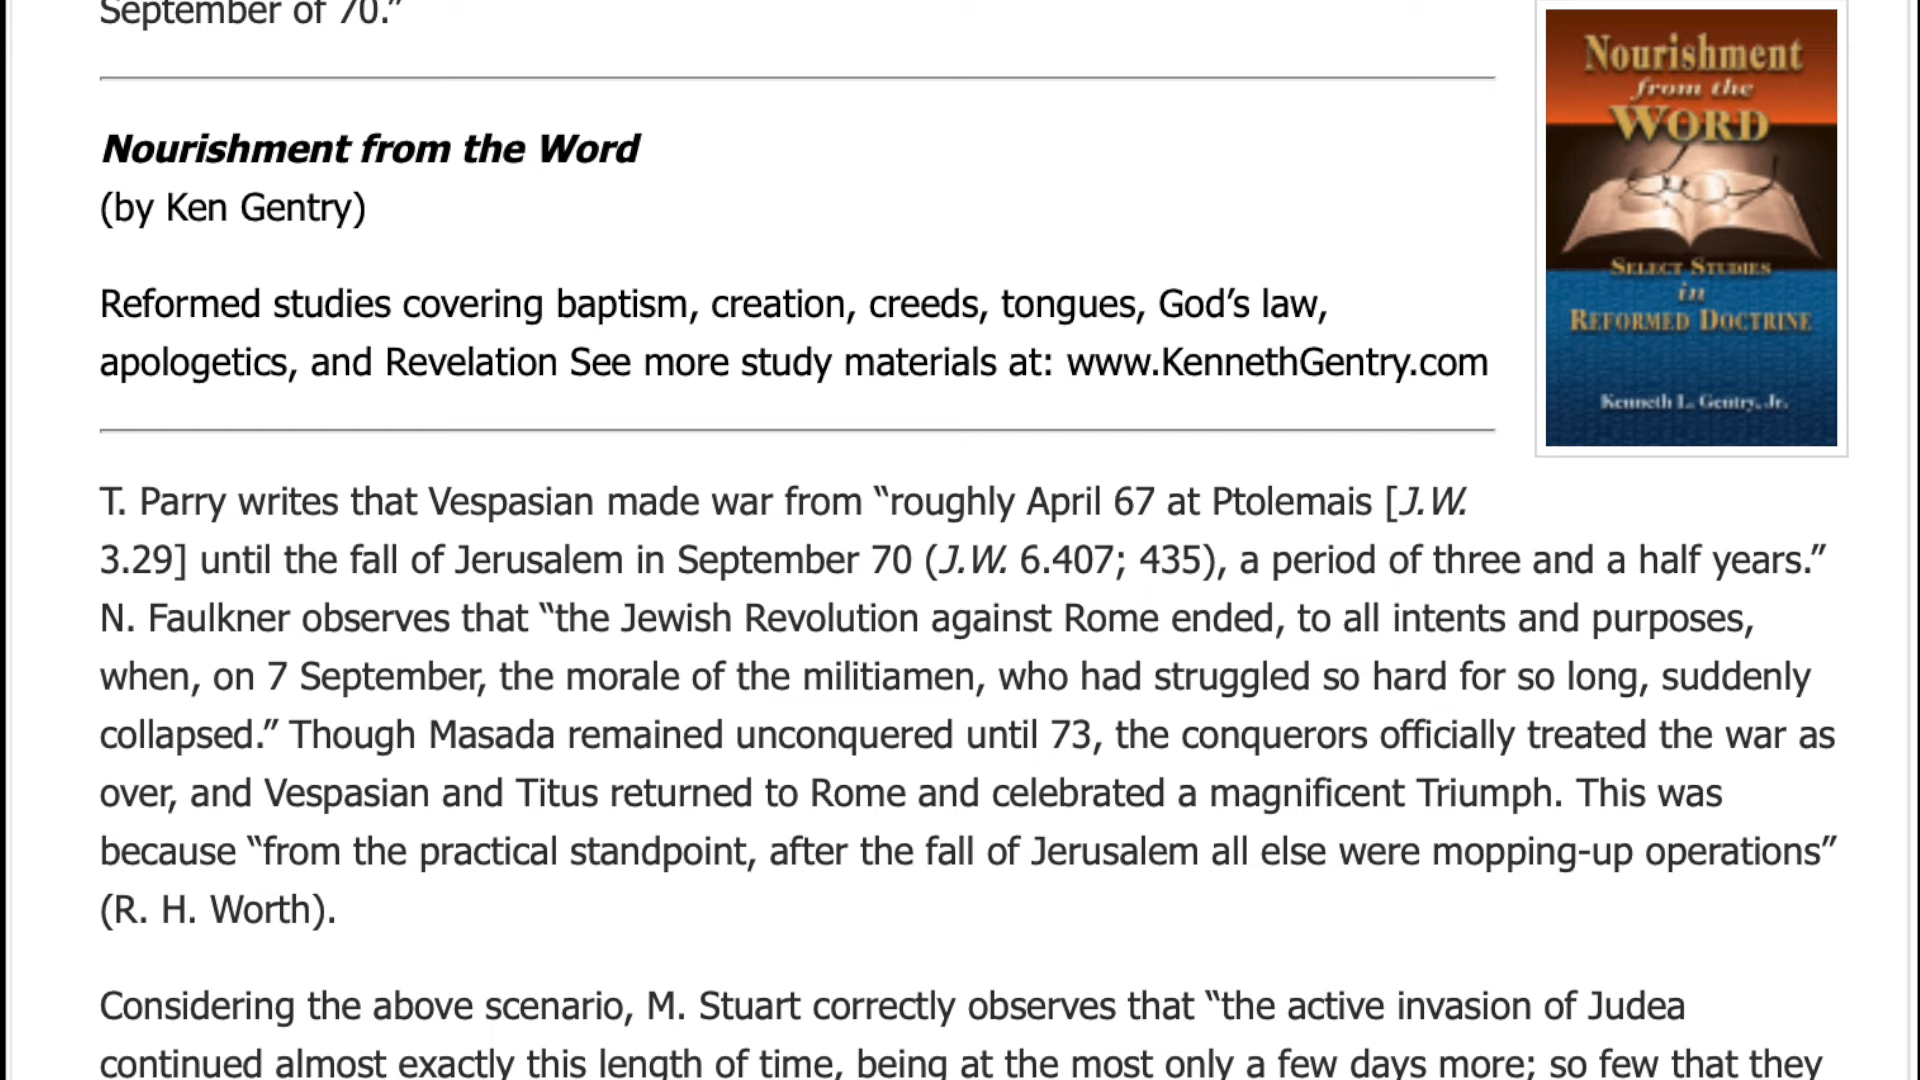 September of 70.”
Nourishment from the Word
(by Ken Gentry)
Reformed studies covering baptism, creation, creeds, tongues, God’s law,
apologetics, and Revelation See more study materials at: www.KennethGentry.com
Nourishment
from the
WORD
SELECT STUDIES
in
REFORMED DOCTRINE
Kenneth L. Gentry, Jr.
T. Parry writes that Vespasian made war from “roughly April 67 at Ptolemais [J.W.
3.29] until the fall of Jerusalem in September 70 (J.W. 6.407; 435), a period of three and a half years.”
N. Faulkner observes that “the Jewish Revolution against Rome ended, to all intents and purposes,
when, on 7 September, the morale of the militiamen, who had struggled so hard for so long, suddenly
collapsed.” Though Masada remained unconquered until 73, the conquerors officially treated the war as
over, and Vespasian and Titus returned to Rome and celebrated a magnificent Triumph. This was
because “from the practical standpoint, after the fall of Jerusalem all else were mopping-up operations”
(R. H. Worth).
Considering the above scenario, M. Stuart correctly observes that “the active invasion of Judea
continued almost exactly this length of time, being at the most only a few days more; so few that they